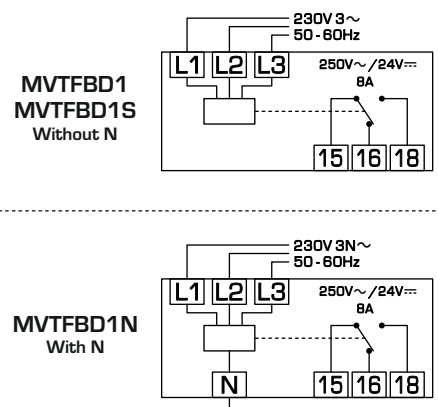 230V 3~
50-60Hz
L1 L2 L3
250V~/24V⎓
8A
MVTFBD1
MVTFBD1S
Without N
15 16 18
230V 3N~
50-60Hz
L1 L2 L3
250V~/24V⎓
8A
MVTFBD1N
With N
N
15 16 18